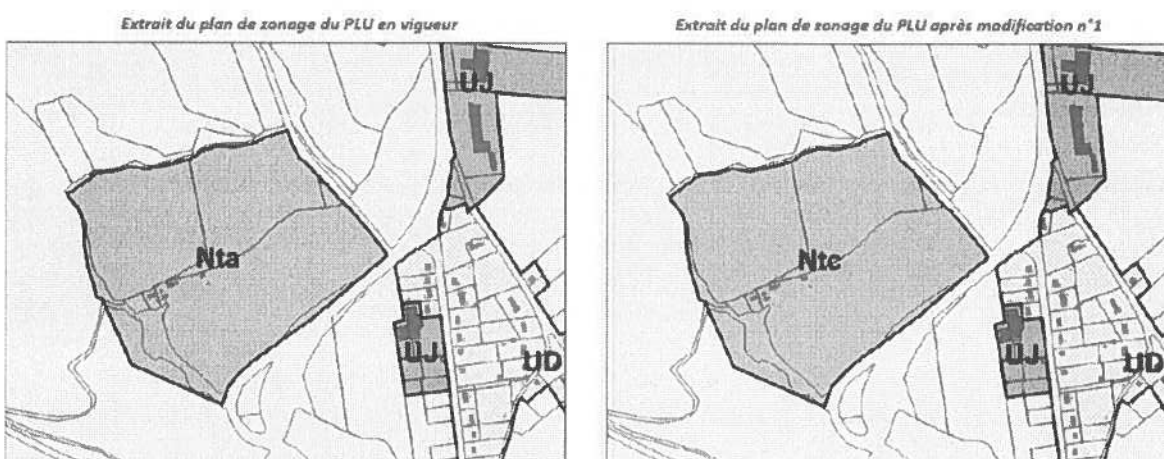 Extrait du plan de zonage du PLU en vigueur
UJ
Nta
UJ
UD
Extrait du plan de zonage du PLU après modification n°1
UJ
Ntc
UJ
UD